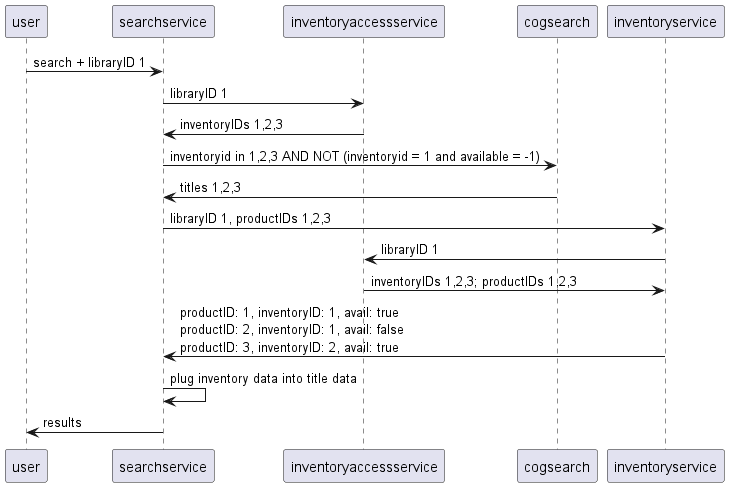 user searchservice inventoryaccessservice cogsearch inventoryservice
search + libraryID 1
libraryID 1
inventoryIDs 1,2,3
inventoryid in 1,2,3 AND NOT (inventoryid = 1 and available = -1)
titles 1,2,3
libraryID 1, productIDs 1,2,3
libraryID 1
inventoryIDs 1,2,3; productIDs 1,2,3
productID: 1, inventoryID: 1, avail: true
productID: 2, inventoryID: 1, avail: false
productID: 3, inventoryID: 2, avail: true
plug inventory data into title data
results
user searchservice inventoryaccessservice cogsearch inventoryservice